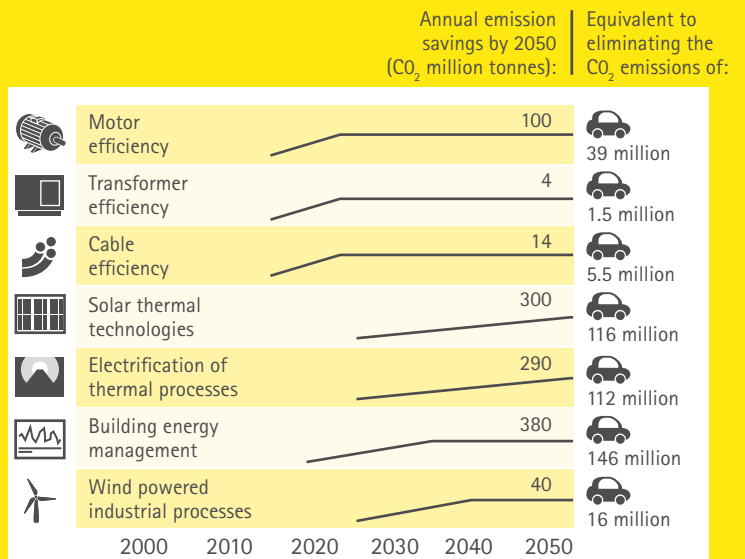 Annual emission
savings by 2050
(CO₂ million tonnes):
Equivalent to
eliminating the
CO₂ emissions of:
Motor
efficiency
100
39 million
Transformer
efficiency
4
1.5 million
Cable
efficiency
14
5.5 million
Solar thermal
technologies
300
116 million
Electrification of
thermal processes
290
112 million
Building energy
management
380
146 million
Wind powered
industrial processes
40
16 million
2000 2010 2020 2030 2040 2050